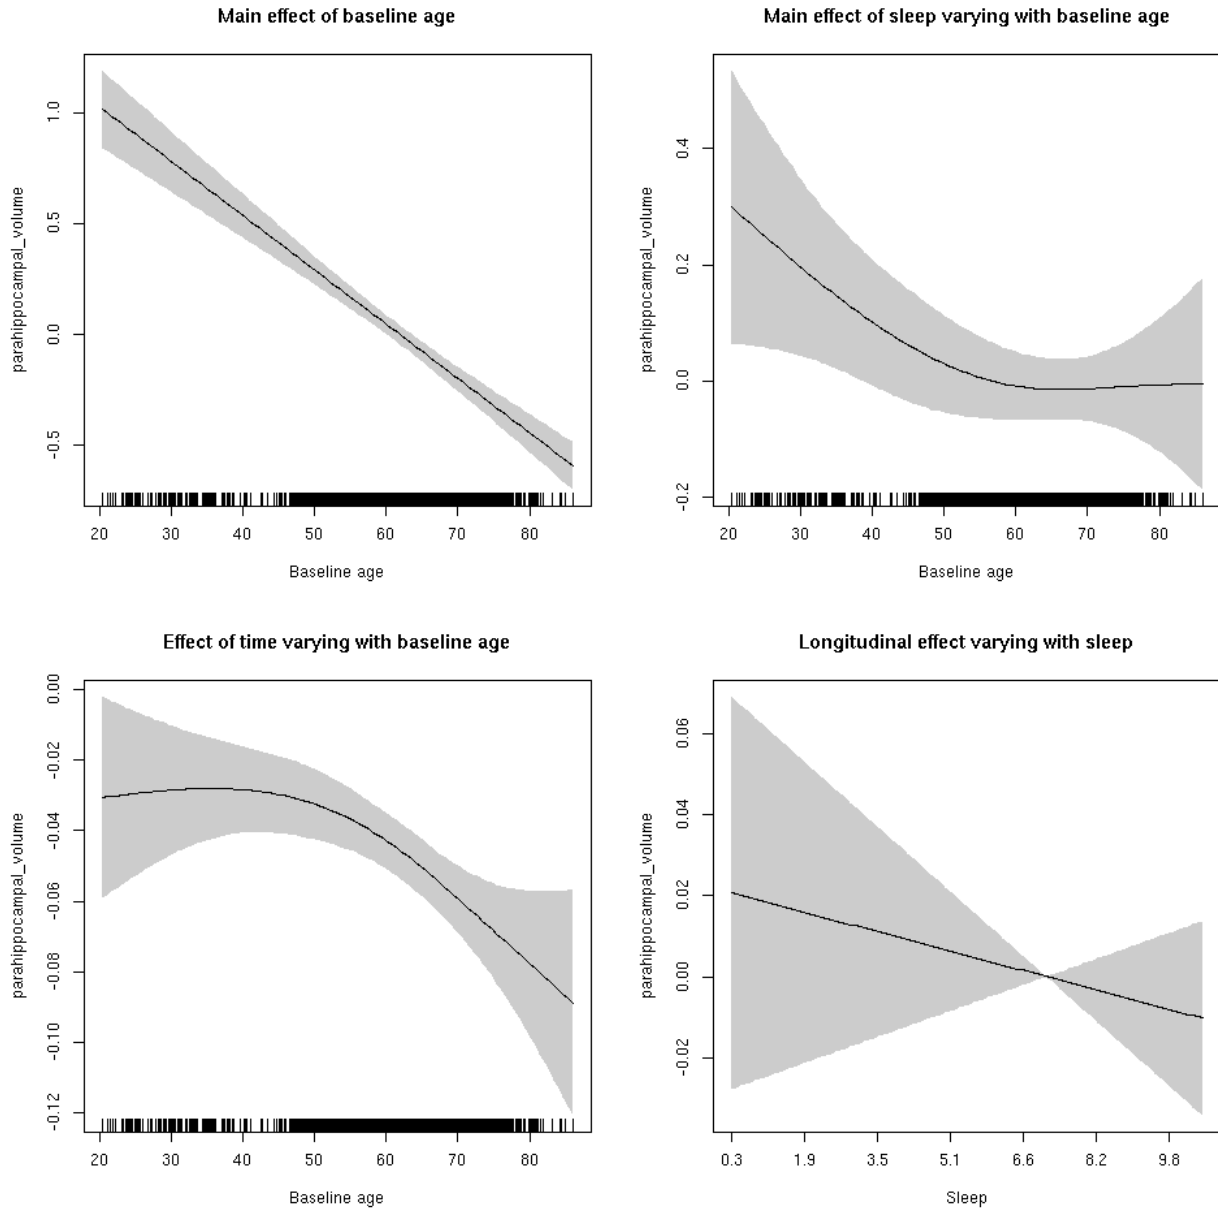 Main effect of baseline age
parahippocampal_volume
1.0
0.5
0.0
-0.5
20 30 40 50 60 70 80
Baseline age
Main effect of sleep varying with baseline age
parahippocampal_volume
0.4
0.2
0.0
-0.2
20 30 40 50 60 70 80
Baseline age
Effect of time varying with baseline age
parahippocampal_volume
0.00
-0.02
-0.04
-0.06
-0.08
-0.10
-0.12
20 30 40 50 60 70 80
Baseline age
Longitudinal effect varying with sleep
parahippocampal_volume
0.06
0.04
0.02
0.00
-0.02
0.3 1.9 3.5 5.1 6.6 8.2 9.8
Sleep